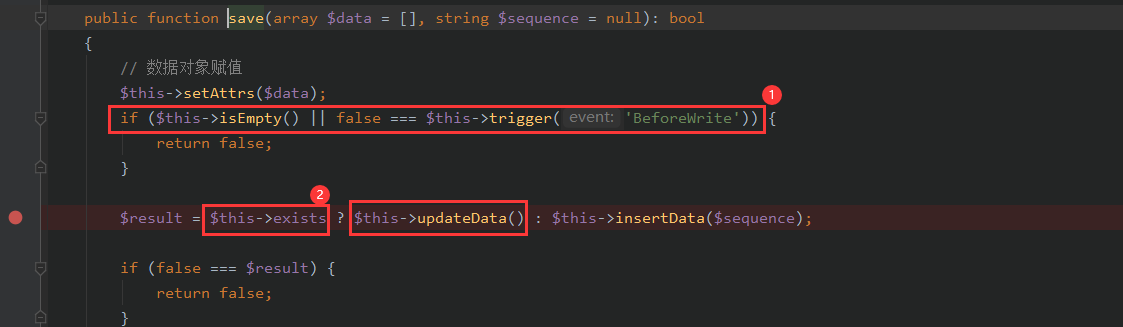 public function save(array $data = [], string $sequence = null): bool
{
// 数据对象赋值
$this->setAttrs($data);
if ($this->isEmpty() || false === $this->trigger( event: 'BeforeWrite')) {
return false;
}
$result = $this->exists ? $this->updateData() : $this->insertData($sequence);
if (false === $result) {
return false;
}
1
2